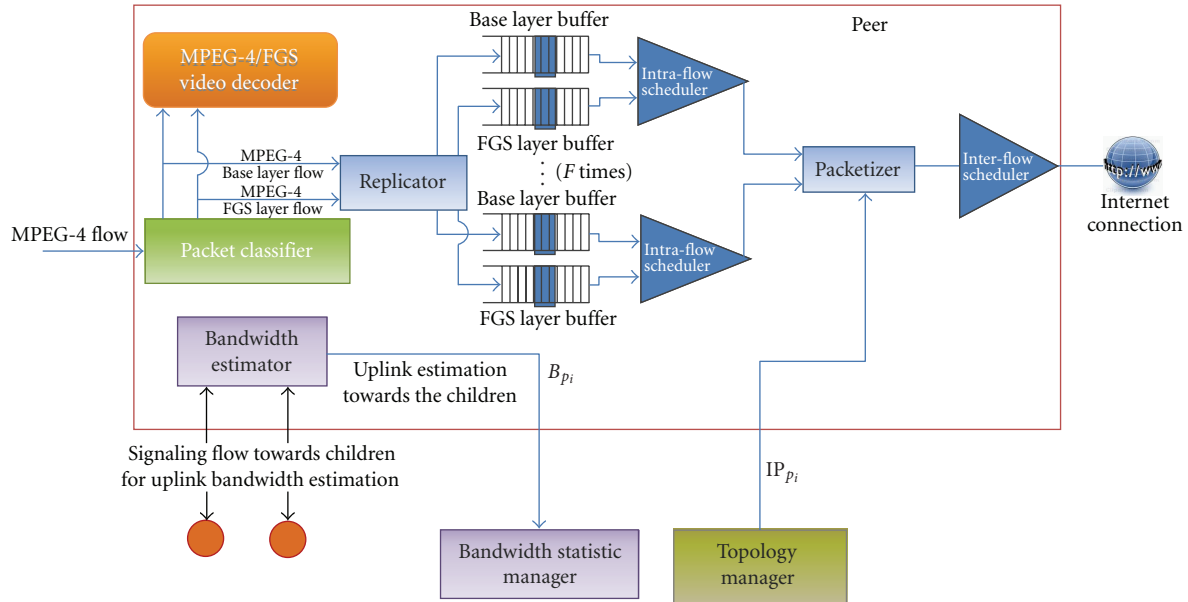 Base layer buffer
Peer
MPEG-4/FGS
video decoder
Intra-flow
scheduler
FGS layer buffer
MPEG-4
Base layer flow
MPEG-4
FGS layer flow
Replicator
(F times)
Base layer buffer
Packetizer
Inter-flow
scheduler
http://ww
Internet
connection
MPEG-4 flow
Packet classifier
Intra-flow
scheduler
FGS layer buffer
Bandwidth
estimator
Uplink estimation
towards the children
B_{p_i}
Signaling flow towards children
for uplink bandwidth estimation
IP_{p_i}
Bandwidth statistic
manager
Topology
manager